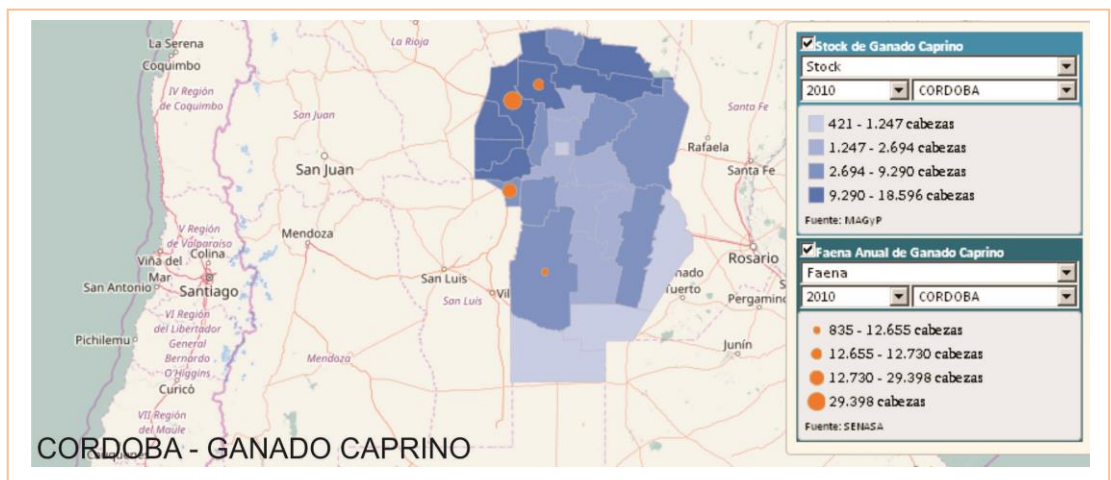 La Serena
Coquimbo
La Rioja
IV Región
de Coquimbo
San Juan
Santa Fe
San Juan
Rafaela
Santa Fe
V Región
de Valparaíso
Mendoza
Colina
Viña del
Mar
San Antonio
Santiago
San Luis
San Luis
Vil
Rosario
nado
Tuerto
Pergamino
VI Región
del Libertador
General
Bernardo
O'Higgins
Pichilemu
Junín
Mendoza
Curicó
VII Región
del Maule
Cauquenes
CORDOBA - GANADO CAPRINO
Stock de Ganado Caprino
Stock
2010
CORDOBA
421 - 1.247 cabezas
1.247 - 2.694 cabezas
2.694 - 9.290 cabezas
9.290 - 18.596 cabezas
Fuente: MAGyP
Faena Anual de Ganado Caprino
Faena
2010
CORDOBA
835 - 12.655 cabezas
12.655 - 12.730 cabezas
12.730 - 29.398 cabezas
29.398 cabezas
Fuente: SENASA